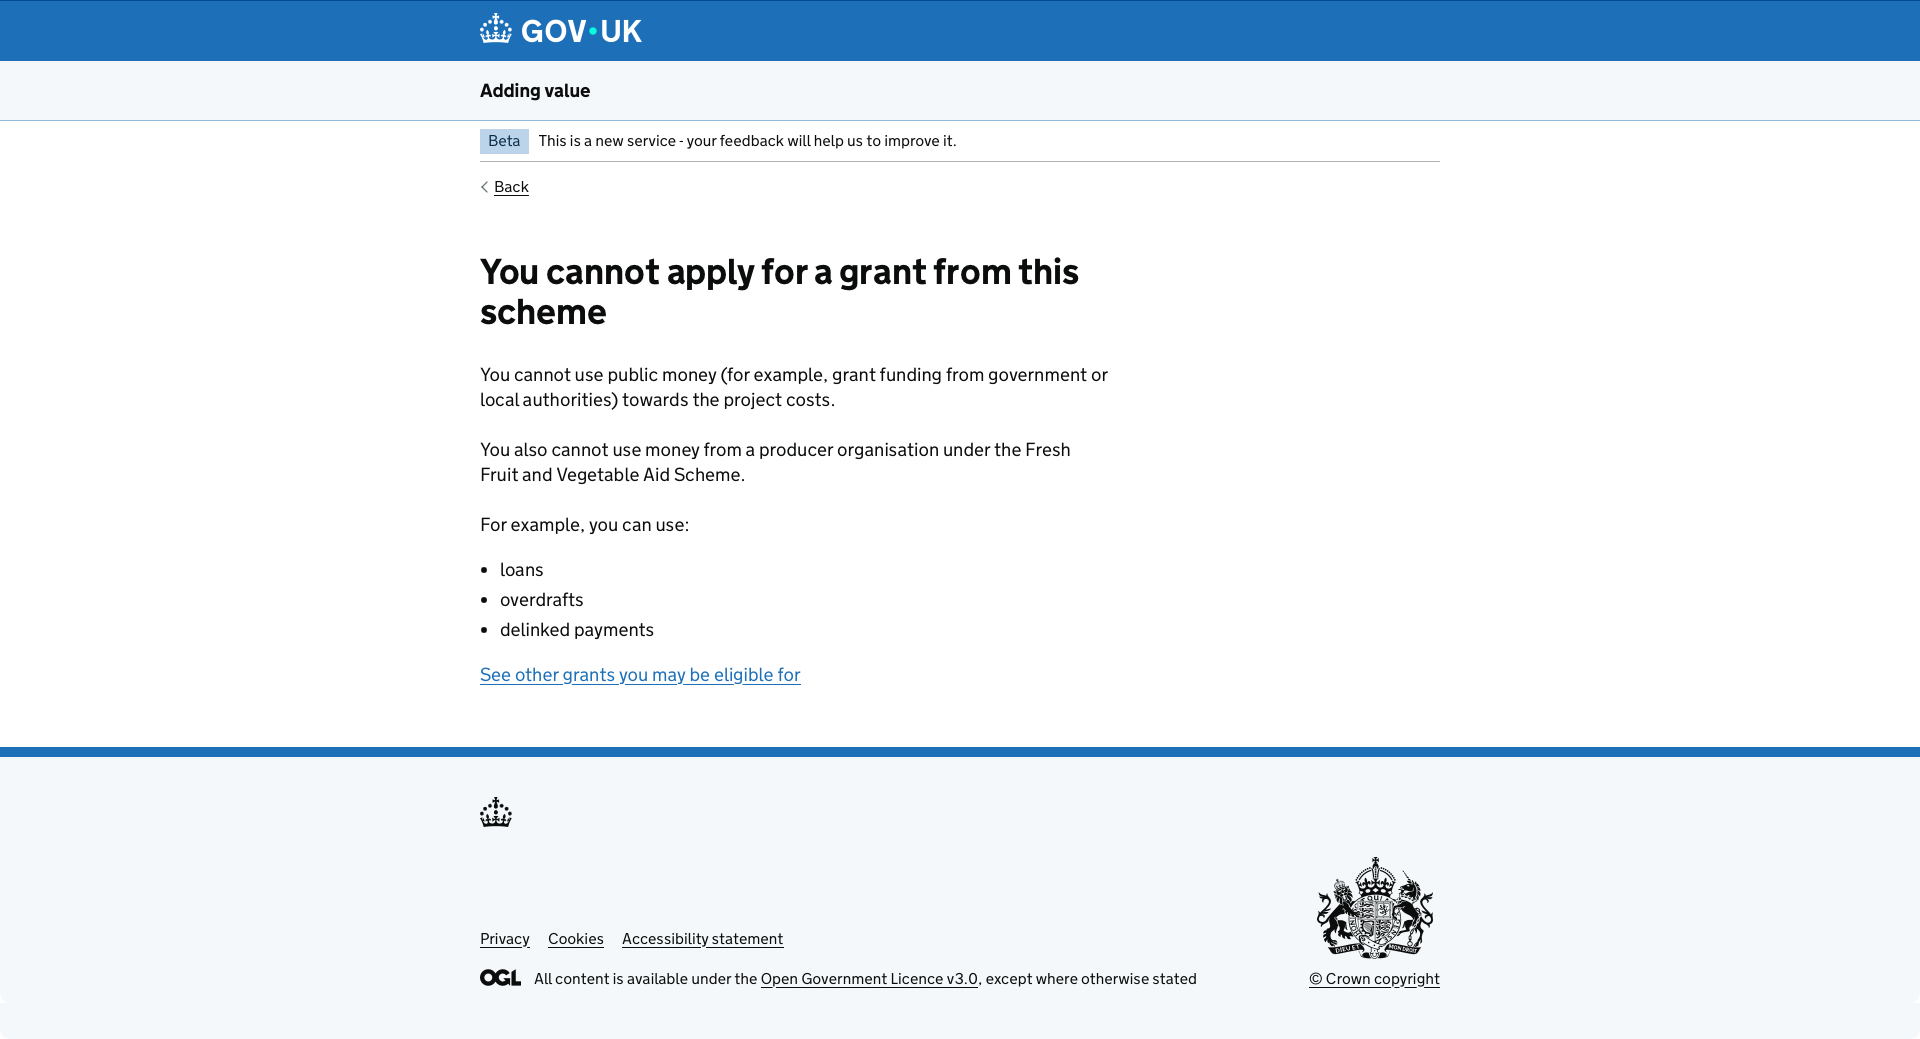 GOV·UK
Adding value
Beta This is a new service - your feedback will help us to improve it.
Back
You cannot apply for a grant from this
scheme
You cannot use public money (for example, grant funding from government or
local authorities) towards the project costs.
You also cannot use money from a producer organisation under the Fresh
Fruit and Vegetable Aid Scheme.
For example, you can use:
• loans
• overdrafts
• delinked payments
See other grants you may be eligible for
Privacy Cookies Accessibility statement
OGL All content is available under the Open Government Licence v3.0, except where otherwise stated
© Crown copyright